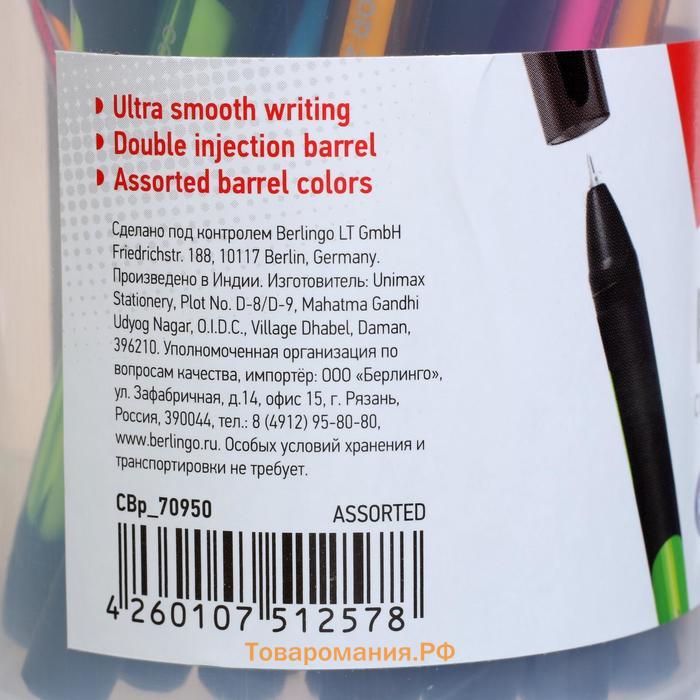 Ultra smooth writing
Double injection barrel
Assorted barrel colors
Сделано под контролем Berlingo LT GmbH
Friedrichstr. 188, 10117 Berlin, Germany.
Произведено в Индии. Изготовитель: Unimax
Stationery, Plot No. D-8/D-9, Mahatma Gandhi
Udyog Nagar, O.I.D.C., Village Dhabel, Daman,
396210. Уполномоченная организация по
вопросам качества, импортёр: ООО «Берлинго»,
ул. Зафабричная, д.14, офис 15, г. Рязань,
Россия, 390044, тел.: 8 (4912) 95-80-80,
www.berlingo.ru. Особых условий хранения и
транспортировки не требует.
CBp_70950 ASSORTED
4 260107 512578
Товаромания.РФ